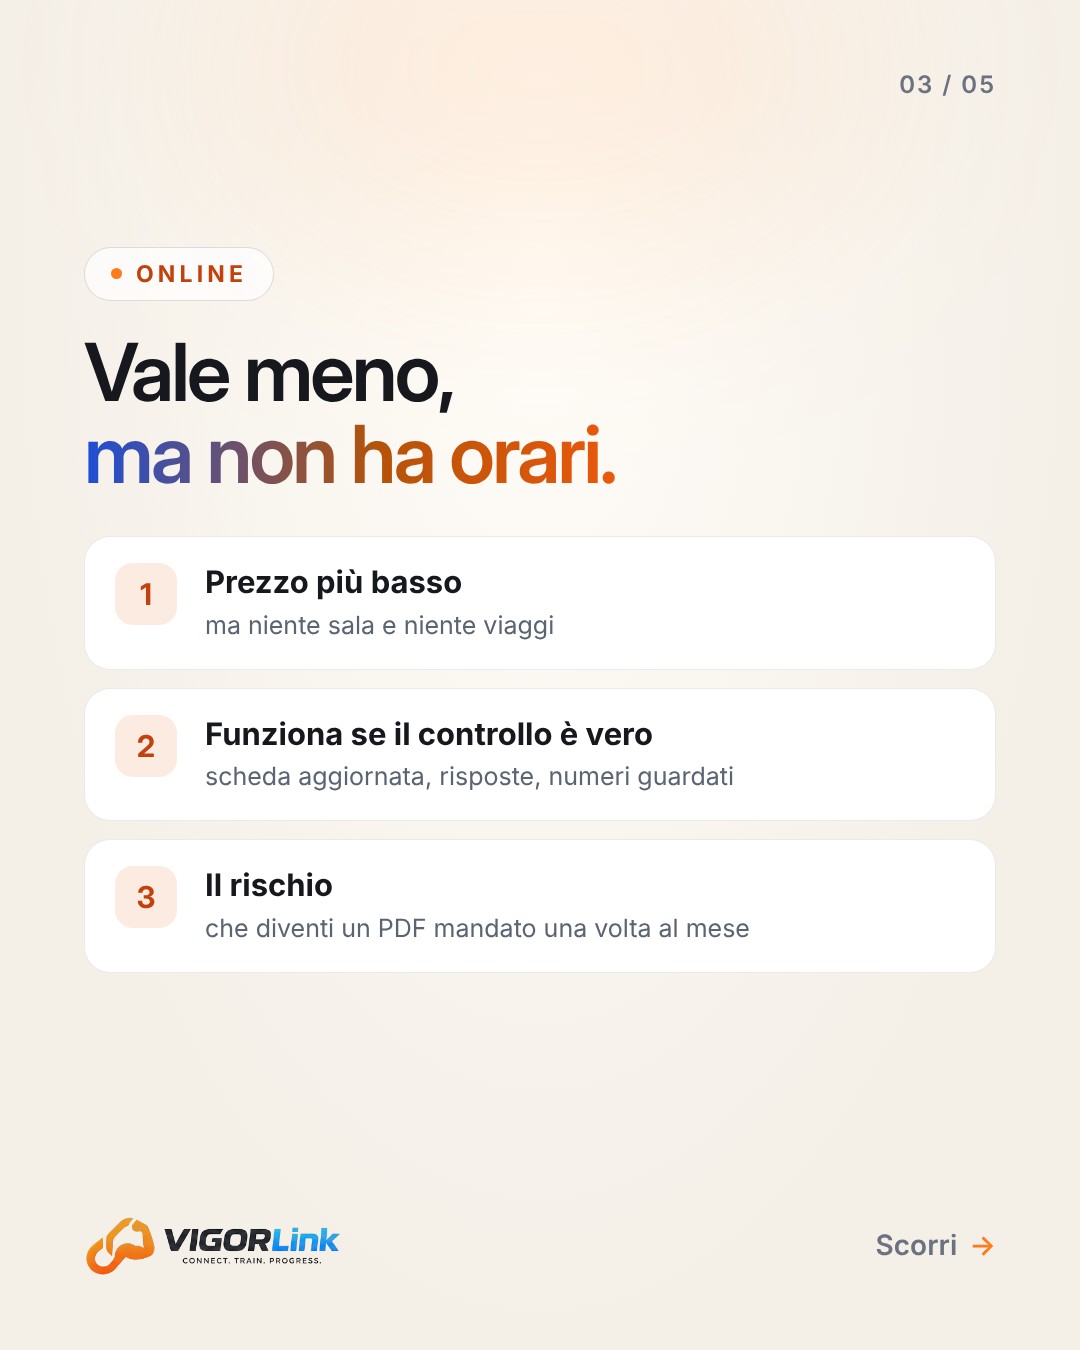 03 / 05
ONLINE
Vale meno,
ma non ha orari.
1
Prezzo più basso
ma niente sala e niente viaggi
2
Funziona se il controllo è vero
scheda aggiornata, risposte, numeri guardati
3
Il rischio
che diventi un PDF mandato una volta al mese
VIGORLink
CONNECT. TRAIN. PROGRESS.
Scorri →